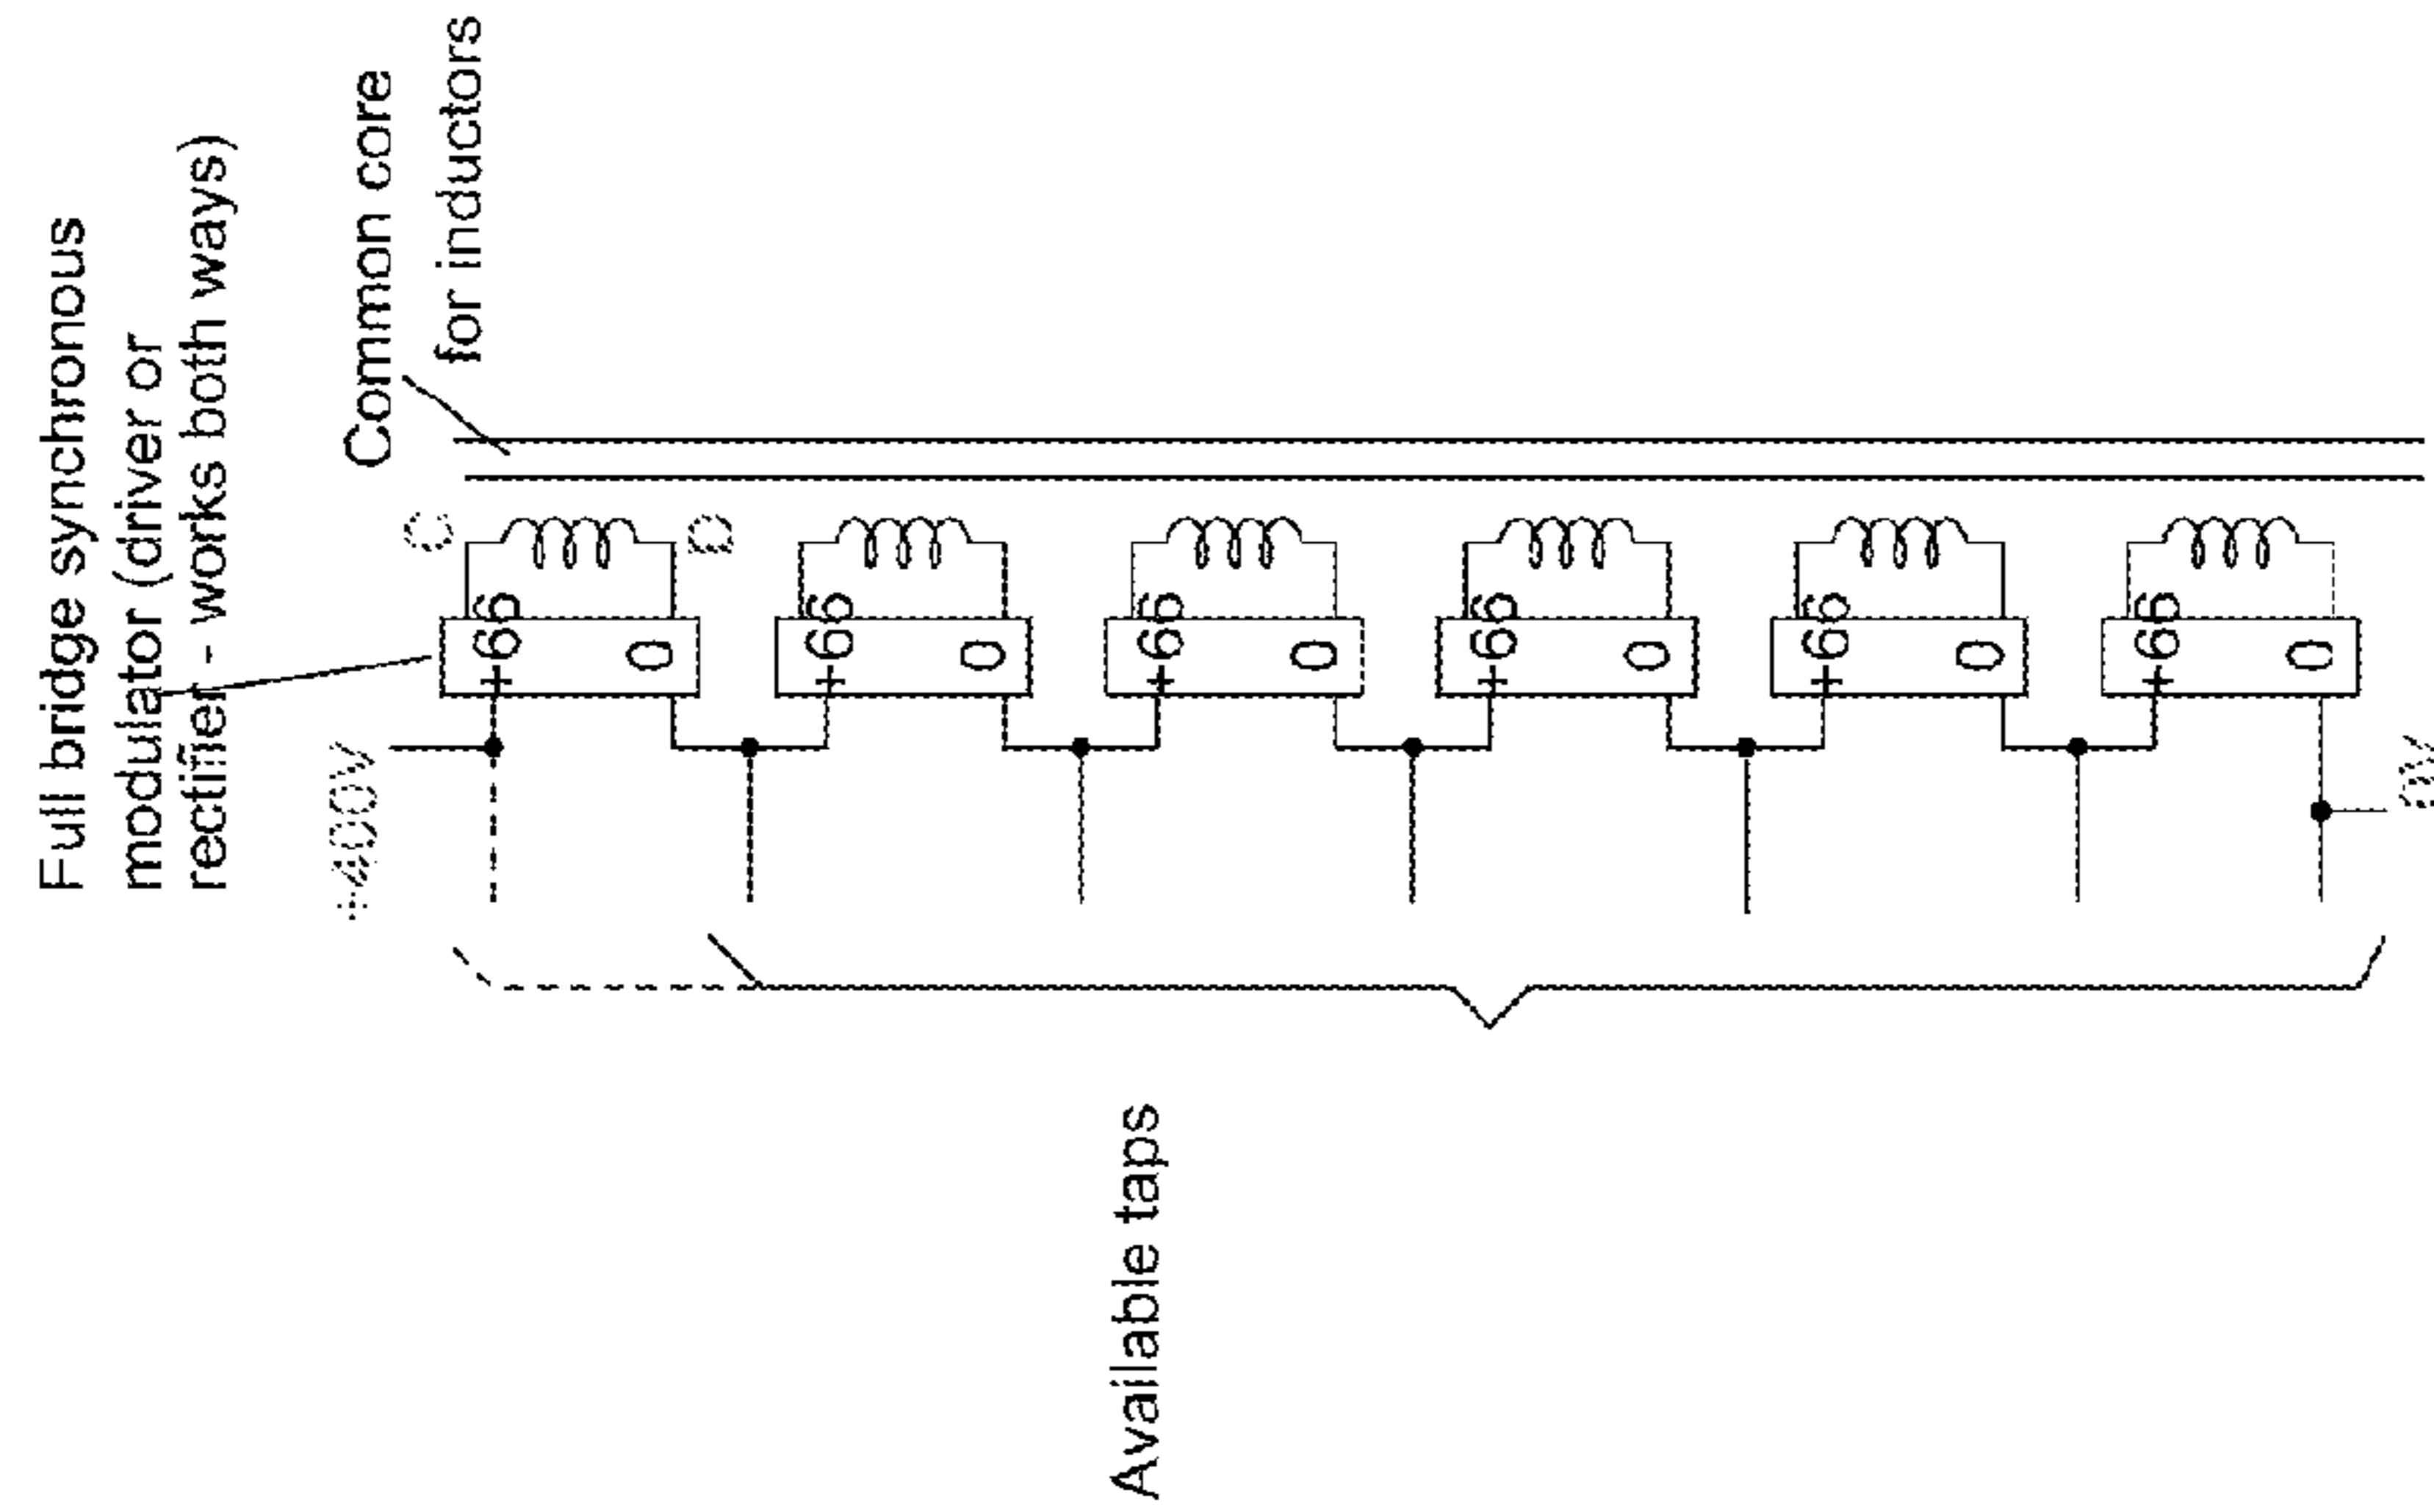 Full bridge synchronous
modulator (driver or
rectifier - works both ways)
Common core
for inductors
+400V
+66
0
+66
0
+66
0
+66
0
+66
0
+66
0
0V
Available taps